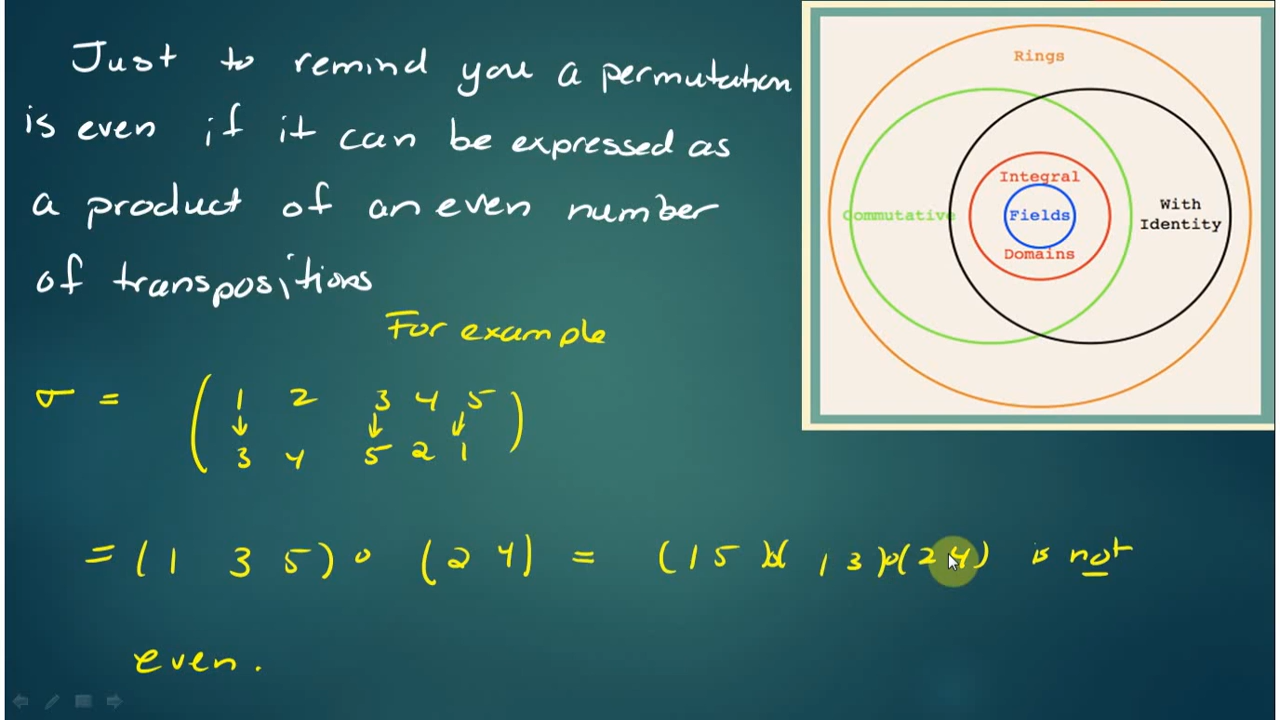 Just to remind you a permutation
is even if it can be expressed as
a product of an even number
of transpositions
For example
σ = ( 1 2 3 4 5 )
↓ ↓ ↓
3 4 5 2 1
= ( 1 3 5 ) ∘ ( 2 4 ) = ( 1 5 )∘( 1 3 )∘( 2 4 ) is not
even.
Rings
Integral
Commutative
Fields
With
Identity
Domains